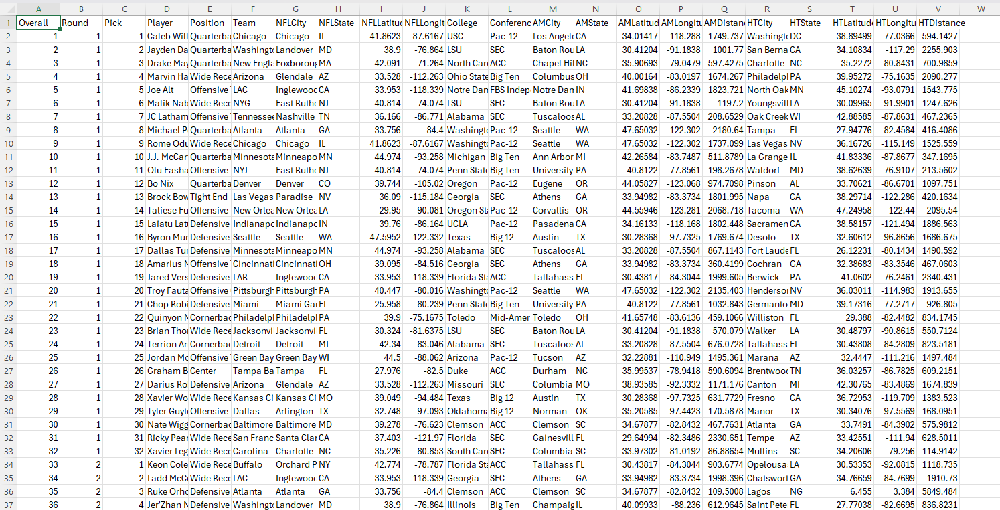 A B C D E F G H I J K L M N O P Q R S T U V W
1 Overall Round Pick Player Position Team NFLCity NFLState NFLLatitud NFLLongit College Conferenc AMCity AMState AMLatitud AMLongitu AMDistan HTCity HTState HTLatitude HTLongitu HTDistance
2 1 1 1 Caleb Will Quarterba Chicago Chicago IL 41.8623 -87.6167 USC Pac-12 Los Angele CA 34.01417 -118.288 1749.737 Washingt DC 38.89499 -77.0366 594.1427
3 2 1 2 Jayden Da Quarterba Washingt Landover MD 38.9 -76.864 LSU SEC Baton Rou LA 30.41204 -91.1838 1001.77 San Berna CA 34.10834 -117.29 2255.903
4 3 1 3 Drake May Quarterba New Engla Foxboroug MA 42.091 -71.264 North Car ACC Chapel Hil NC 35.90693 -79.0479 597.4275 Charlotte NC 35.2272 -80.8431 700.9859
5 4 1 4 Marvin Ha Wide Rece Arizona Glendale AZ 33.528 -112.263 Ohio State Big Ten Columbus OH 40.00164 -83.0197 1674.267 Philadelp PA 39.95272 -75.1635 2090.277
6 5 1 5 Joe Alt Offensive LAC Inglewood CA 33.953 -118.339 Notre Dan FBS Indep Notre Dan IN 41.69838 -86.2339 1823.721 North Oak MN 45.10274 -93.0791 1543.775
7 6 1 6 Malik Nab Wide Rece NYG East Ruthe NJ 40.814 -74.074 LSU SEC Baton Rou LA 30.41204 -91.1838 1197.2 Youngsvil LA 30.09965 -91.9901 1247.626
8 7 1 7 JC Latham Offensive Tennessee Nashville TN 36.166 -86.771 Alabama SEC Tuscaloos AL 33.20828 -87.5504 208.6529 Oak Creek WI 42.88585 -87.8631 467.2365
9 8 1 8 Michael P Quarterba Atlanta Atlanta GA 33.756 -84.4 Washingt Pac-12 Seattle WA 47.65032 -122.302 2180.64 Tampa FL 27.94776 -82.4584 416.4086
10 9 1 9 Rome Odu Wide Rece Chicago Chicago IL 41.8623 -87.6167 Washingt Pac-12 Seattle WA 47.65032 -122.302 1737.099 Las Vegas NV 36.16726 -115.149 1525.559
11 10 1 10 J.J. McCar Quarterba Minnesota Minneapo MN 44.974 -93.258 Michigan Big Ten Ann Arbor MI 42.26584 -83.7487 511.8789 La Grange IL 41.83336 -87.8677 347.1695
12 11 1 11 Olu Fasha Offensive NYJ East Ruthe NJ 40.814 -74.074 Penn State Big Ten University PA 40.8122 -77.8561 198.2678 Waldorf MD 38.62639 -76.9107 213.5602
13 12 1 12 Bo Nix Quarterba Denver Denver CO 39.744 -105.02 Oregon Pac-12 Eugene OR 44.05827 -123.068 974.7098 Pinson AL 33.70621 -86.6701 1097.751
14 13 1 13 Brock Bow Tight End Las Vegas Paradise NV 36.09 -115.184 Georgia SEC Athens GA 33.94982 -83.3734 1801.995 Napa CA 38.29714 -122.286 420.1634
15 14 1 14 Taliese Fu Offensive New Orlea New Orlea LA 29.95 -90.081 Oregon St Pac-12 Corvallis OR 44.55946 -123.281 2068.718 Tacoma WA 47.24958 -122.44 2095.54
16 15 1 15 Laiatu Lat Defensive Indianapo Indianapo IN 39.76 -86.164 UCLA Pac-12 Pasadena CA 34.16133 -118.168 1802.448 Sacramen CA 38.58157 -121.494 1886.563
17 16 1 16 Byron Mur Defensive Seattle Seattle WA 47.5952 -122.332 Texas Big 12 Austin TX 30.28368 -97.7325 1769.674 Desoto TX 32.60612 -96.8656 1686.675
18 17 1 17 Dallas Tur Defensive Minnesota Minneapo MN 44.974 -93.258 Alabama SEC Tuscaloos AL 33.20828 -87.5504 867.1143 Fort Laude FL 26.12231 -80.1434 1490.592
19 18 1 18 Amarius M Offensive Cincinnati Cincinnati OH 39.095 -84.516 Georgia SEC Athens GA 33.94982 -83.3734 360.4199 Cochran GA 32.38683 -83.3546 467.0603
20 19 1 19 Jared Vers Defensive LAR Inglewood CA 33.953 -118.339 Florida Sta ACC Tallahass FL 30.43817 -84.3044 1999.605 Berwick PA 41.0602 -76.2461 2340.431
21 20 1 20 Troy Fauta Offensive Pittsburgh Pittsburgh PA 40.447 -80.016 Washingt Pac-12 Seattle WA 47.65032 -122.302 2135.403 Henderso NV 36.03011 -114.983 1913.655
22 21 1 21 Chop Robi Defensive Miami Miami Gar FL 25.958 -80.239 Penn State Big Ten University PA 40.8122 -77.8561 1032.843 Germanto MD 39.17316 -77.2717 926.805
23 22 1 22 Quinyon M Cornerbac Philadelpl Philadelpl PA 39.9 -75.1675 Toledo Mid-Amer Toledo OH 41.65748 -83.6136 459.1066 Williston FL 29.388 -82.4482 834.1745
24 23 1 23 Brian Tho Wide Rece Jacksonvi Jacksonvi FL 30.324 -81.6375 LSU SEC Baton Rou LA 30.41204 -91.1838 570.079 Walker LA 30.48797 -90.8615 550.7124
25 24 1 24 Terrion Ar Cornerbac Detroit Detroit MI 42.34 -83.046 Alabama SEC Tuscaloos AL 33.20828 -87.5504 676.0728 Tallahass FL 30.43808 -84.2809 823.5181
26 25 1 25 Jordan Mc Offensive Green Bay Green Bay WI 44.5 -88.062 Arizona Pac-12 Tucson AZ 32.22881 -110.949 1495.361 Marana AZ 32.4447 -111.216 1497.484
27 26 1 26 Graham B Center Tampa Ba Tampa FL 27.976 -82.5 Duke ACC Durham NC 35.99537 -78.9418 590.6094 Brentwood TN 36.03257 -86.7825 609.2151
28 27 1 27 Darius Ro Defensive Arizona Glendale AZ 33.528 -112.263 Missouri SEC Columbia MO 38.93585 -92.3332 1171.176 Canton MI 42.30765 -83.4869 1674.839
29 28 1 28 Xavier Wo Wide Rece Kansas Ci Kansas Ci MO 39.049 -94.484 Texas Big 12 Austin TX 30.28368 -97.7325 631.7729 Fresno CA 36.72953 -119.709 1383.523
30 29 1 29 Tyler Guyt Offensive Dallas Arlington TX 32.748 -97.093 Oklahoma Big 12 Norman OK 35.20585 -97.4423 170.5878 Manor TX 30.34076 -97.5569 168.0951
31 30 1 30 Nate Wigg Cornerbac Baltimore Baltimore MD 39.278 -76.623 Clemson ACC Clemson SC 34.67877 -82.8432 467.7631 Atlanta GA 33.7491 -84.3902 575.9812
32 31 1 31 Ricky Pear Wide Rece San Franc Santa Clar CA 37.403 -121.97 Florida SEC Gainesvill FL 29.64994 -82.3486 2330.651 Tempe AZ 33.42551 -111.94 628.5011
33 32 1 32 Xavier Leg Wide Rece Carolina Charlotte NC 35.226 -80.853 South Car SEC Columbia SC 33.97302 -81.0192 86.88654 Mullins SC 34.20606 -79.256 114.9142
34 33 2 1 Keon Cole Wide Rece Buffalo Orchard P NY 42.774 -78.787 Florida Sta ACC Tallahass FL 30.43817 -84.3044 903.6774 Opelousa LA 30.53353 -92.0815 1118.735
35 34 2 2 Ladd McC Wide Rece LAC Inglewood CA 33.953 -118.339 Georgia SEC Athens GA 33.94982 -83.3734 1998.396 Chatswort GA 34.76659 -84.7699 1910.73
36 35 2 3 Ruke Orho Defensive Atlanta Atlanta GA 33.756 -84.4 Clemson ACC Clemson SC 34.67877 -82.8432 109.5008 Lagos NG 6.455 3.384 5849.484
37 36 2 4 Jer'Zhan N Defensive Washingt Landover MD 38.9 -76.864 Illinois Big Ten Champaig IL 40.09933 -88.236 612.9645 Saint Pete FL 27.77038 -82.6695 836.8231